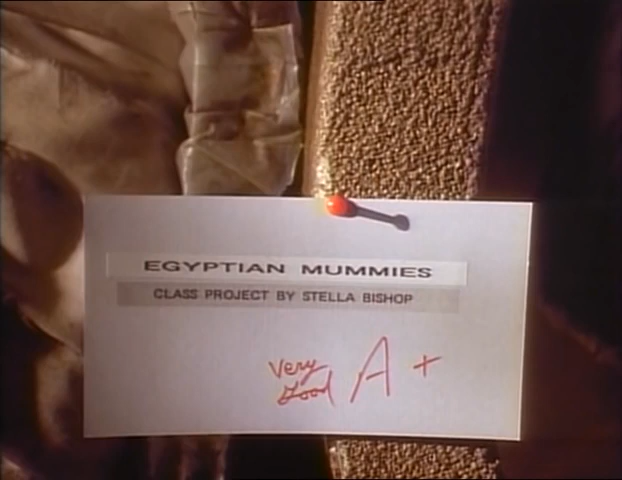 EGYPTIAN MUMMIES
CLASS PROJECT BY STELLA BISHOP
Very Good A+